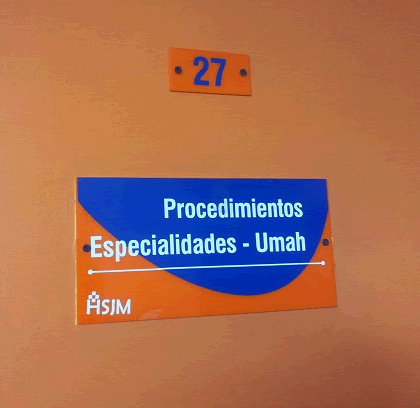 27
Procedimientos
Especialidades - Umah
HSJM